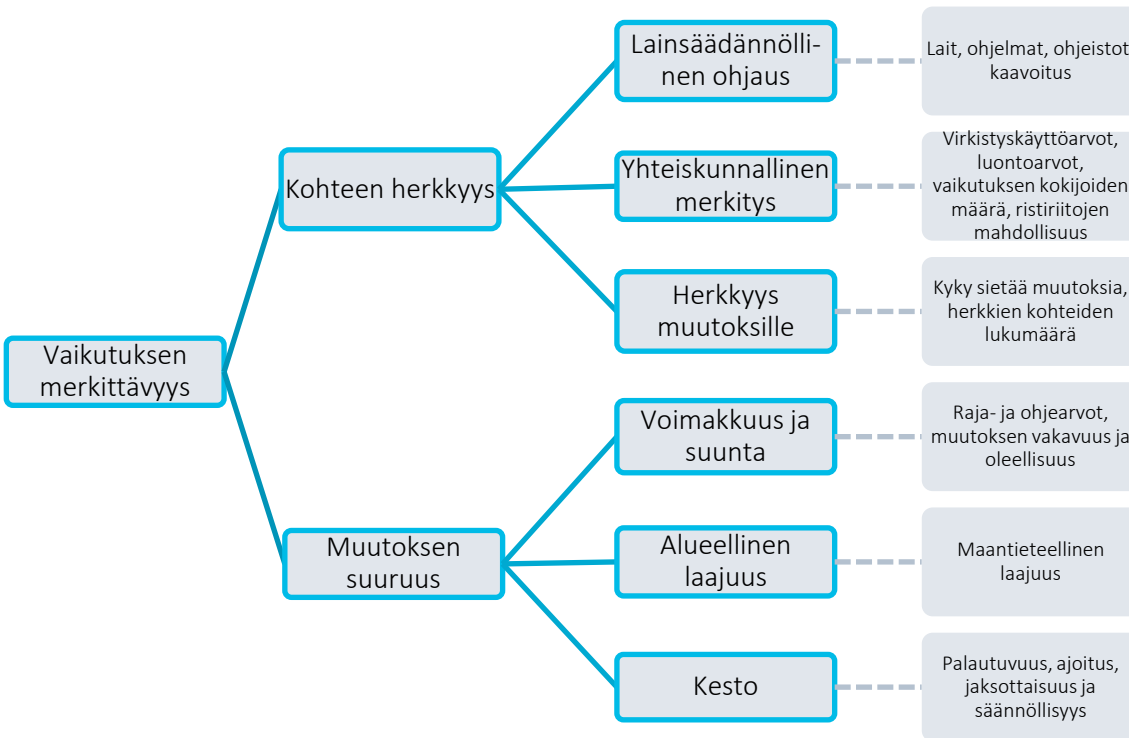 Lainsäädännölli-
nen ohjaus
Lait, ohjelmat, ohjeistot
kaavoitus
Kohteen herkkyys
Yhteiskunnallinen
merkitys
Virkistyskäyttöarvot,
luontoarvot,
vaikutuksen kokijoiden
määrä, ristiriitojen
mahdollisuus
Herkkyys
muutoksille
Kyky sietää muutoksia,
herkkien kohteiden
lukumäärä
Vaikutuksen
merkittävyys
Voimakkuus ja
suunta
Raja- ja ohjearvot,
muutoksen vakavuus ja
oleellisuus
Muutoksen
suuruus
Alueellinen
laajuus
Maantieteellinen
laajuus
Kesto
Palautuvuus, ajoitus,
jaksottaisuus ja
säännöllisyys